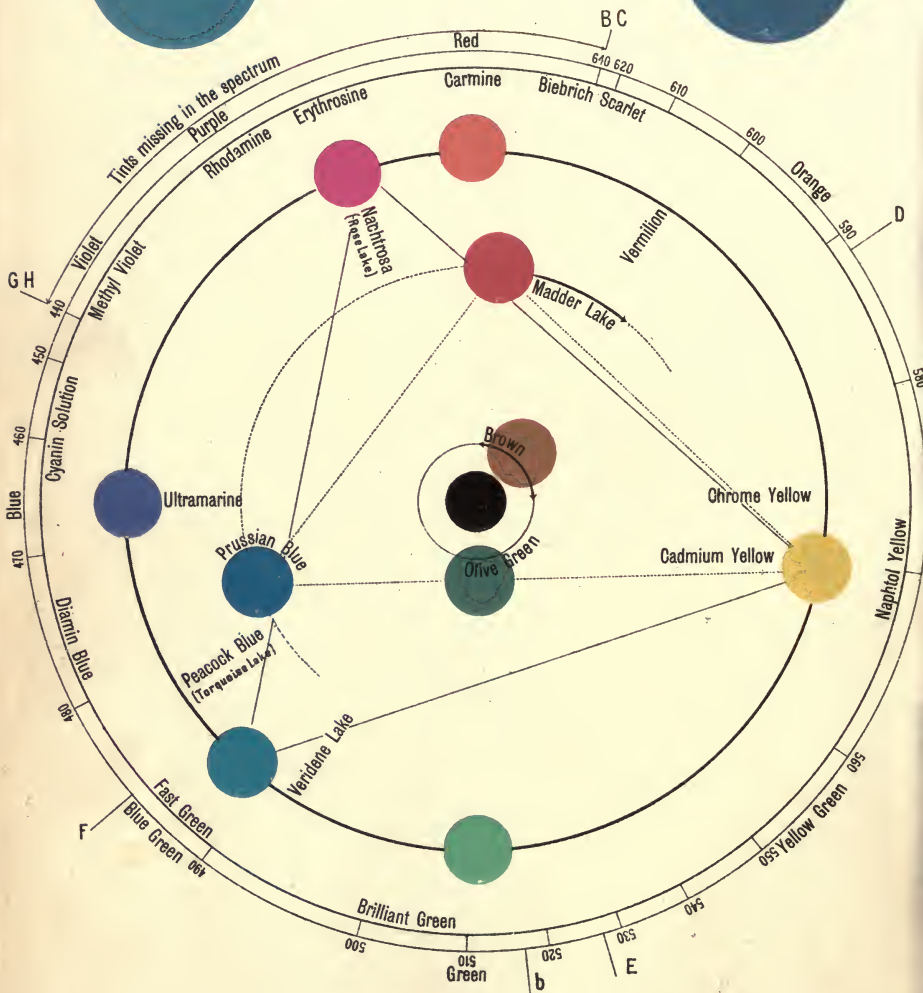 B C
Red
Tints missing in the spectrum
Purple
Violet
G H
640
620
610
600
Orange
590
D
580
Naphtol Yellow
560
Yellow Green
550
540
530
E
520
b
510
Green
500
Brilliant Green
490
Blue Green
Fast Green
F
480
Diamin Blue
470
Blue
460
Cyanin Solution
450
440
Methyl Violet
Rhodamine
Erythrosine
Carmine
Biebrich Scarlet
Vermilion
Nachtrosa
(Rose Lake)
Madder Lake
Brown
Ultramarine
Chrome Yellow
Prussian Blue
Olive Green
Cadmium Yellow
Peacock Blue
(Torquoise Lake)
Veridene Lake